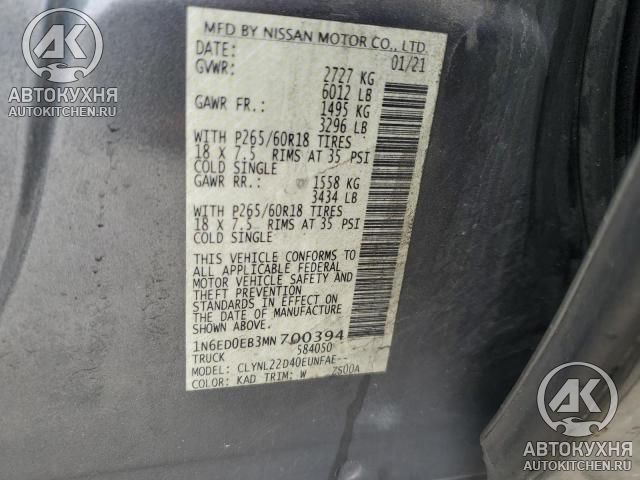 MFD BY NISSAN MOTOR CO., LTD.
DATE: 01/21
GVWR: 2727 KG
6012 LB
GAWR FR.: 1495 KG
3296 LB
WITH P265/60R18 TIRES
18 X 7.5 RIMS AT 35 PSI
COLD SINGLE
GAWR RR.: 1558 KG
3434 LB
WITH P265/60R18 TIRES
18 X 7.5 RIMS AT 35 PSI
COLD SINGLE
THIS VEHICLE CONFORMS TO
ALL APPLICABLE FEDERAL
MOTOR VEHICLE SAFETY AND
THEFT PREVENTION
STANDARDS IN EFFECT ON
THE DATE OF MANUFACTURE
SHOWN ABOVE
1N6ED0EB3MN700394
TRUCK 584050
MODEL: CLYNL22D40EUNFAE--
COLOR: KAD TRIM: W 7S00A
АВТОКУХНЯ
AUTOKITCHEN.RU
АВТОКУХНЯ
AUTOKITCHEN.RU
АВТОКУХНЯ
AUTOKITCHEN.RU